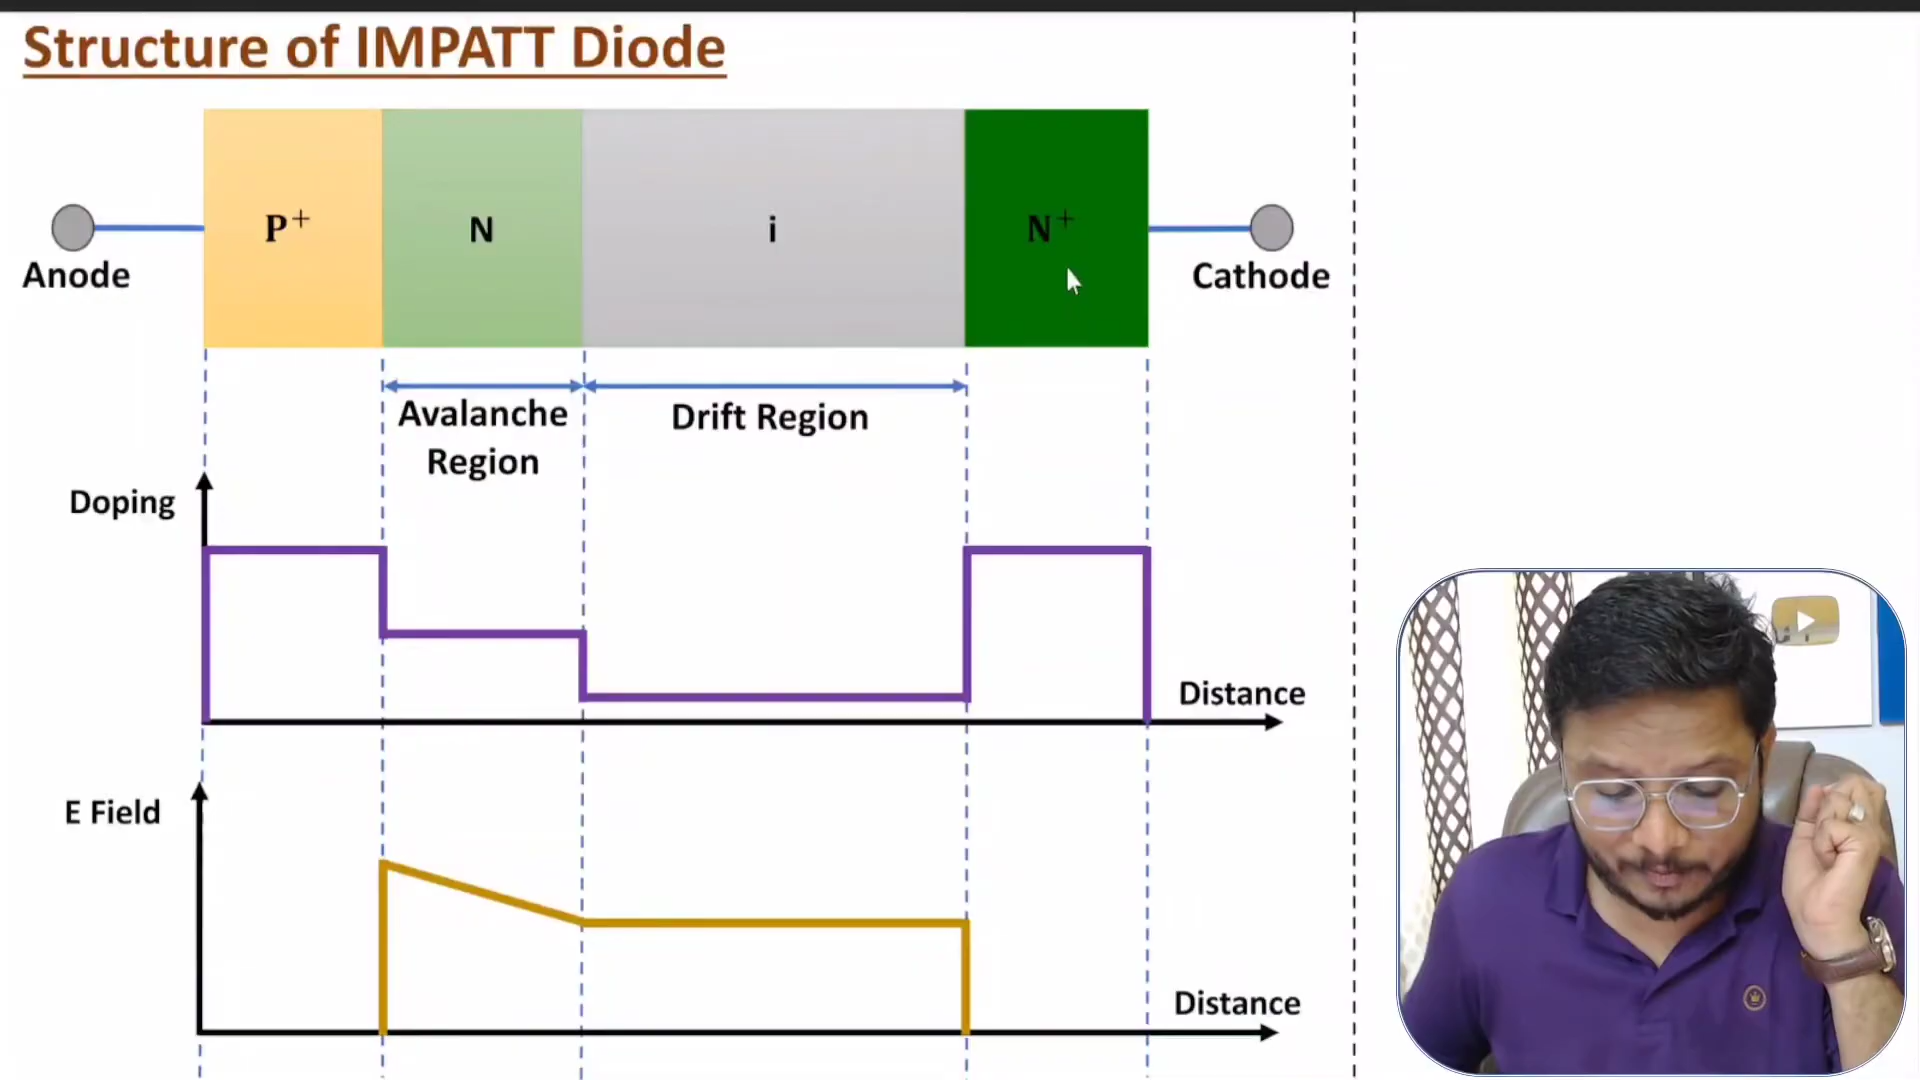 Structure of IMPATT Diode
P⁺
N
i
N⁺
Anode
Cathode
Avalanche
Region
Drift Region
Doping
Distance
E Field
Distance